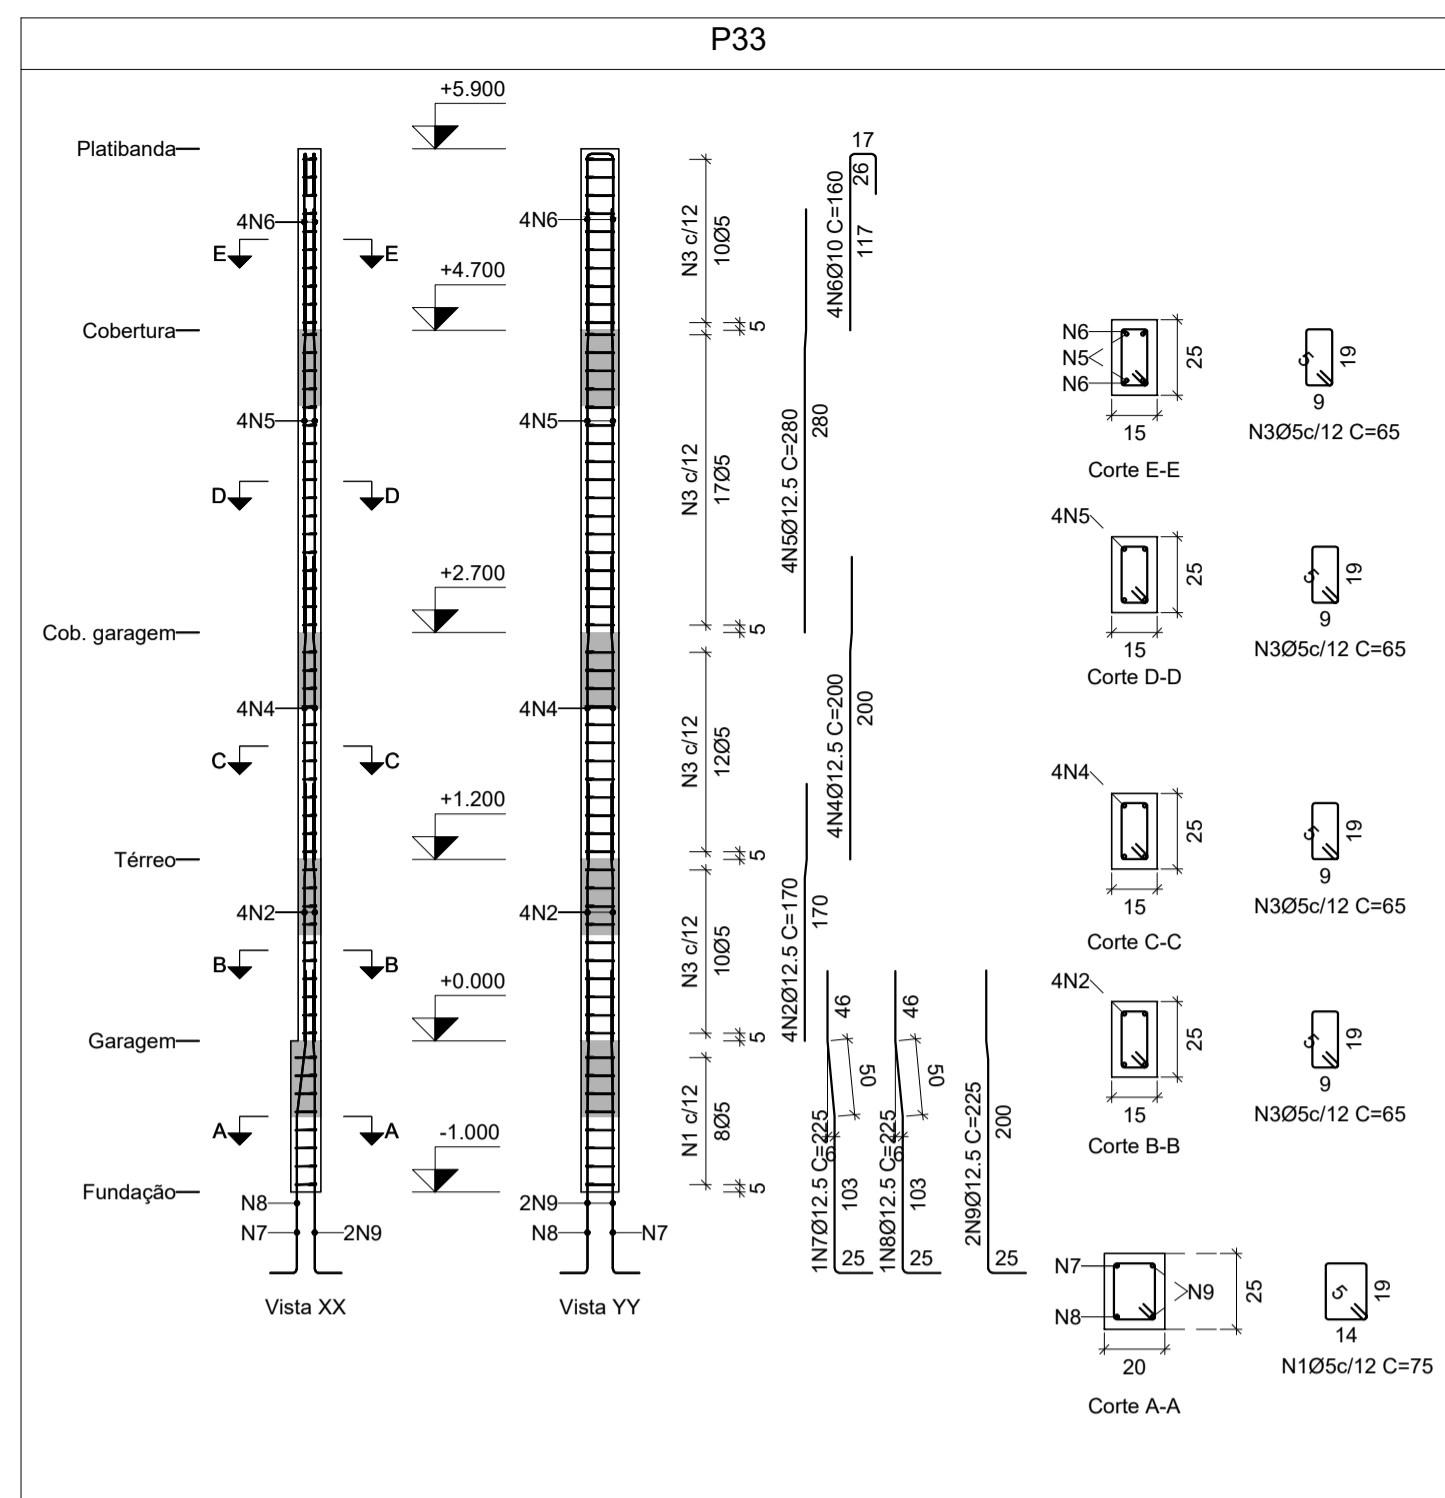 P33
+5.900
Platibanda
4N6
4N6
E
E
N3 c/12
10Ø5
17
26
4N6Ø10 C=160
117
+4.700
Cobertura
5
4N5
4N5
D
D
N3 c/12
17Ø5
4N5Ø12.5 C=280
280
+2.700
Cob. garagem
5
4N4
4N4
C
C
N3 c/12
12Ø5
4N4Ø12.5 C=200
200
+1.200
Térreo
5
4N2
4N2
B
B
N3 c/12
10Ø5
4N2Ø12.5 C=170
170
+0.000
Garagem
5
A
A
N1 c/12
8Ø5
-1.000
Fundação
5
N8
N7
2N9
2N9
N8
N7
Vista XX
Vista YY
46
50
1N7Ø12.5 C=225
6
103
25
46
50
1N8Ø12.5 C=225
6
103
25
2N9Ø12.5 C=225
200
25
N6
N5
N6
25
15
Corte E-E
5
19
9
N3Ø5c/12 C=65
4N5
25
15
Corte D-D
5
19
9
N3Ø5c/12 C=65
4N4
25
15
Corte C-C
5
19
9
N3Ø5c/12 C=65
4N2
25
15
Corte B-B
5
19
9
N3Ø5c/12 C=65
N7
N8
N9
25
20
Corte A-A
5
19
14
N1Ø5c/12 C=75